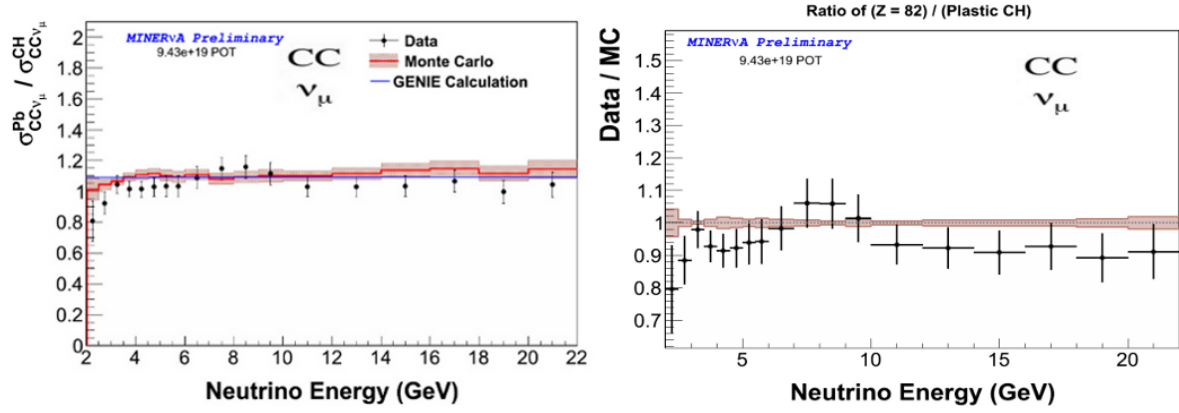 MINERνA Preliminary
9.43e+19 POT
CC
νμ
Data
Monte Carlo
GENIE Calculation
σ^Pb_CCνμ / σ^CH_CCνμ
2
1.8
1.6
1.4
1.2
1
0.8
0.6
0.4
0.2
0
2 4 6 8 10 12 14 16 18 20 22
Neutrino Energy (GeV)
Ratio of (Z = 82) / (Plastic CH)
MINERνA Preliminary
9.43e+19 POT
CC
νμ
Data / MC
1.5
1.4
1.3
1.2
1.1
1
0.9
0.8
0.7
5 10 15 20
Neutrino Energy (GeV)